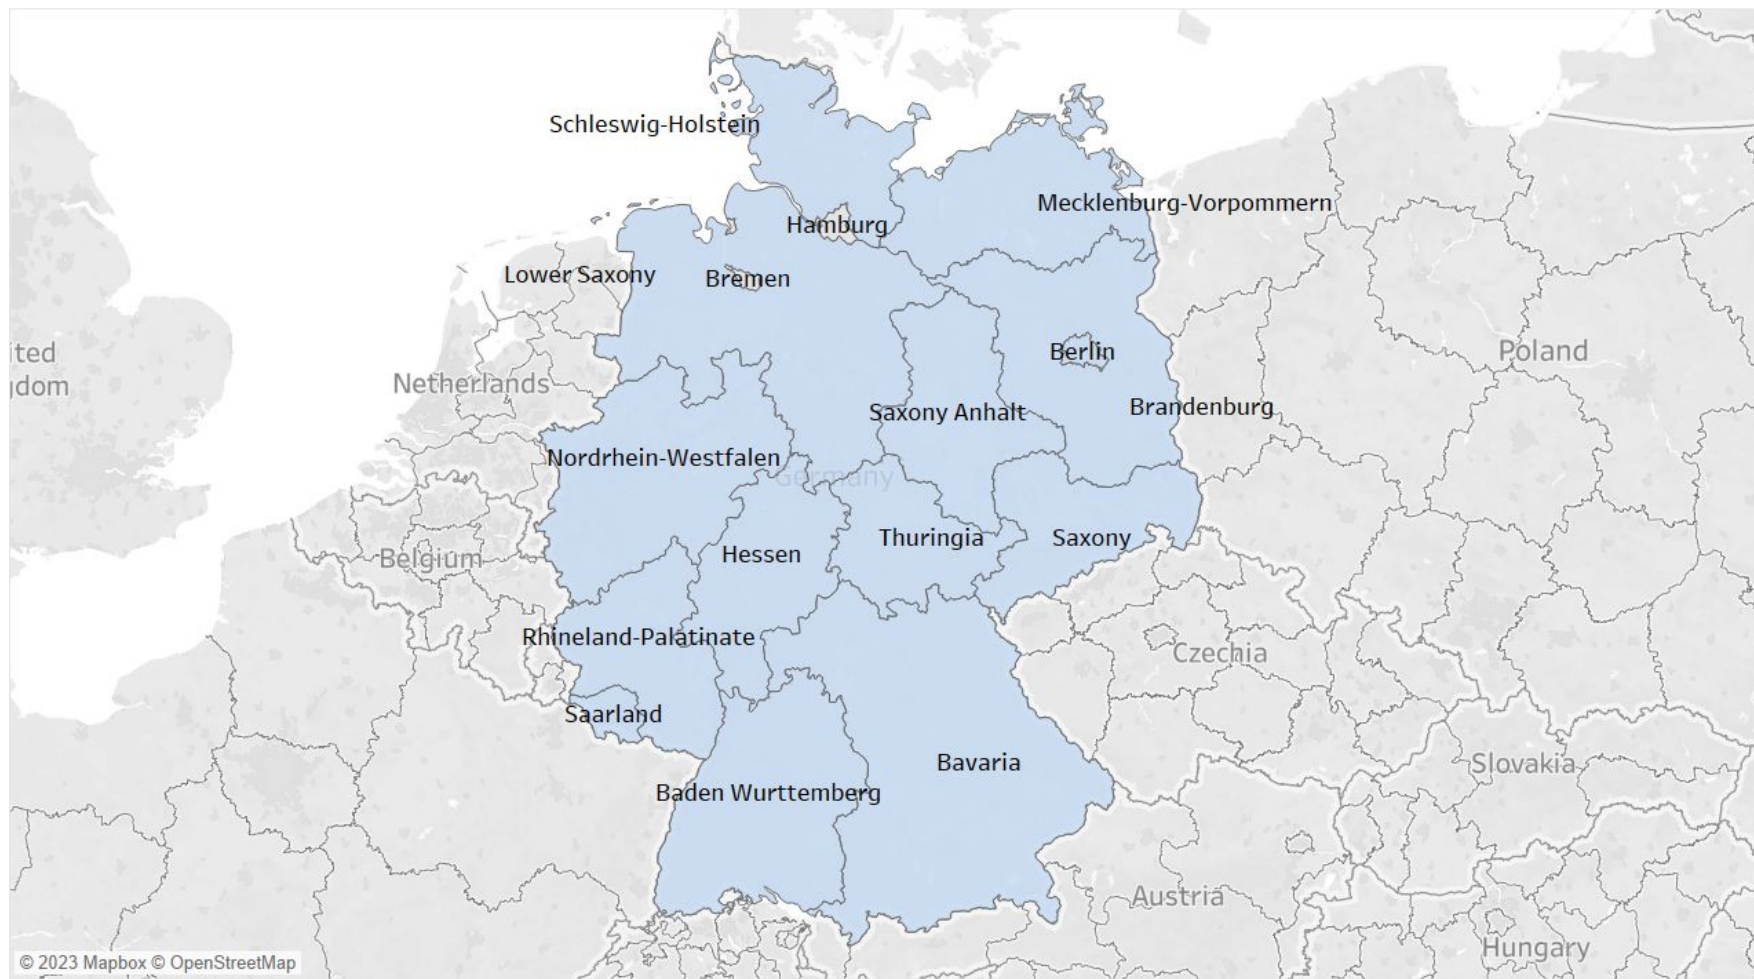 Schleswig-Holstein
Mecklenburg-Vorpommern
Hamburg
Lower Saxony
Bremen
ited
gdom
Netherlands
Berlin
Poland
Saxony Anhalt
Brandenburg
Nordrhein-Westfalen
Germany
Belgium
Hessen
Thuringia
Saxony
Rhineland-Palatinate
Czechia
Saarland
Bavaria
Slovakia
Baden Wurttemberg
Austria
Hungary
© 2023 Mapbox © OpenStreetMap